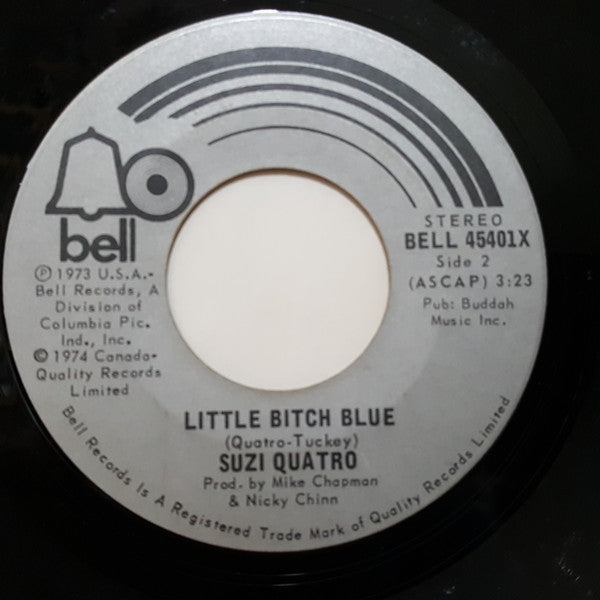 bell
℗ 1973 U.S.A.-
Bell Records, A
Division of
Columbia Pic.
Ind., Inc.
© 1974 Canada-
Quality Records
Limited
STEREO
BELL 45401X
Side 2
(ASCAP) 3:23
Pub: Buddah
Music Inc.
LITTLE BITCH BLUE
(Quatro-Tuckey)
SUZI QUATRO
Prod. by Mike Chapman
& Nicky Chinn
Bell Records Is A Registered Trade Mark of Quality Records Limited